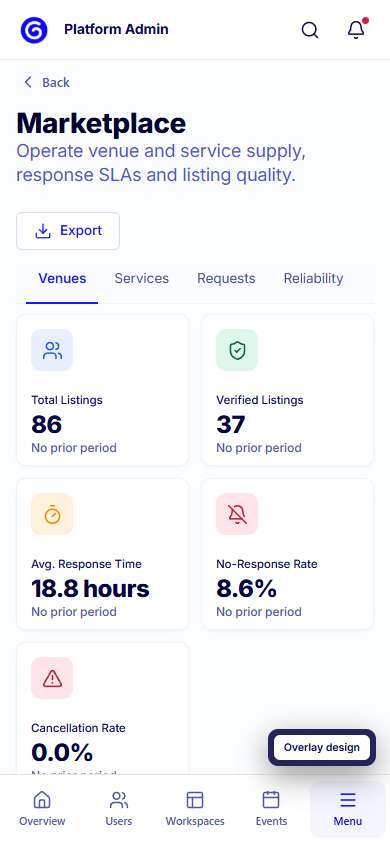 Platform Admin
Back
Marketplace
Operate venue and service supply,
response SLAs and listing quality.
Export
Venues Services Requests Reliability
Total Listings
86
No prior period
Verified Listings
37
No prior period
Avg. Response Time
18.8 hours
No prior period
No-Response Rate
8.6%
No prior period
Cancellation Rate
0.0%
No prior period
Overlay design
Overview Users Workspaces Events Menu